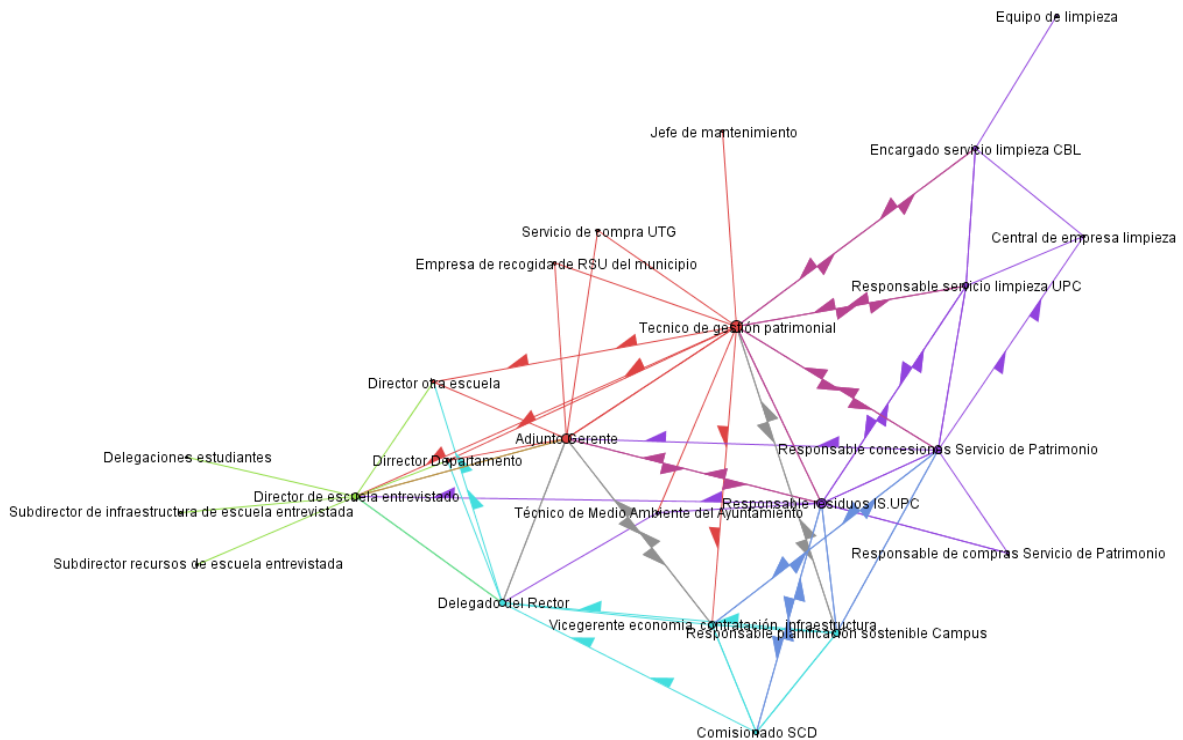 Equipo de limpieza
Jefe de mantenimiento
Encargado servicio limpieza CBL
Servicio de compra UTG
Central de empresa limpieza
Empresa de recogida de RSU del municipio
Responsable servicio limpieza UPC
Tecnico de gestión patrimonial
Director otra escuela
Adjunto Gerente
Responsable concesiones Servicio de Patrimonio
Delegaciones estudiantes
Director Departamento
Director de escuela entrevistado
Responsable residuos IS.UPC
Subdirector de infraestructura de escuela entrevistada
Técnico de Medio Ambiente del Ayuntamiento
Responsable de compras Servicio de Patrimonio
Subdirector recursos de escuela entrevistada
Delegado del Rector
Vicegerente economía, contratación, infraestructura
Responsable planificación sostenible Campus
Comisionado SCD